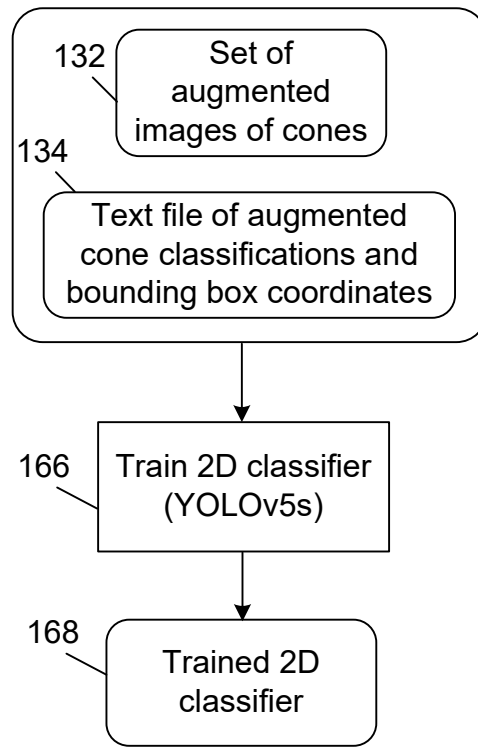 132
Set of
augmented
images of cones
134
Text file of augmented
cone classifications and
bounding box coordinates
166
Train 2D classifier
(YOLOv5s)
168
Trained 2D
classifier